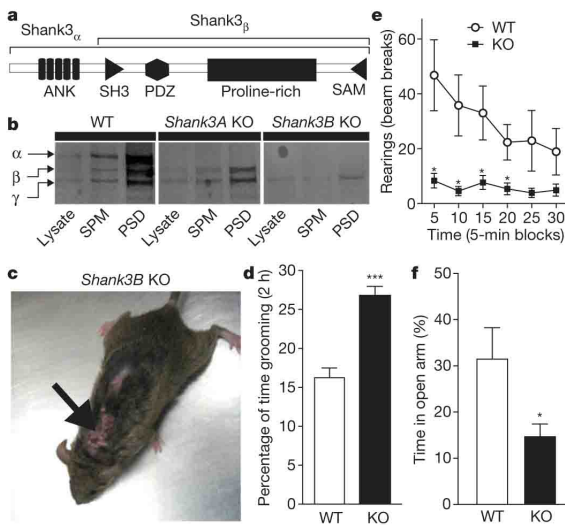 a
Shank3β
Shank3α
ANK
SH3
PDZ
Proline-rich
SAM
b
WT
Shank3A KO
Shank3B KO
α
β
γ
Lysate
SPM
PSD
Lysate
SPM
PSD
Lysate
SPM
PSD
c
Shank3B KO
d
Percentage of time grooming (2 h)
30
25
20
15
10
5
0
***
WT
KO
e
WT
KO
Rearings (beam breaks)
60
40
20
0
*
*
*
*
5
10
15
20
25
30
Time (5-min blocks)
f
Time in open arm (%)
50
40
30
20
10
0
*
WT
KO